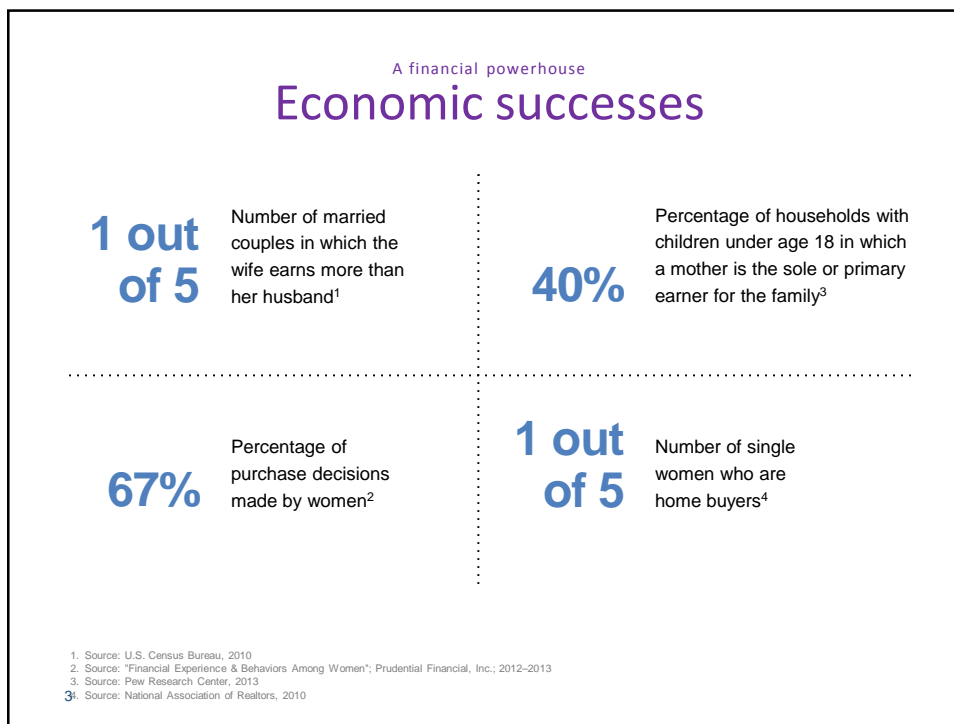 A financial powerhouse
Economic successes
1 out
of 5
Number of married
couples in which the
wife earns more than
her husband1
40%
Percentage of households with
children under age 18 in which
a mother is the sole or primary
earner for the family3
67%
Percentage of
purchase decisions
made by women2
1 out
of 5
Number of single
women who are
home buyers4
1. Source: U.S. Census Bureau, 2010
2. Source: "Financial Experience & Behaviors Among Women"; Prudential Financial, Inc.; 2012–2013
3. Source: Pew Research Center, 2013
4. Source: National Association of Realtors, 2010
3